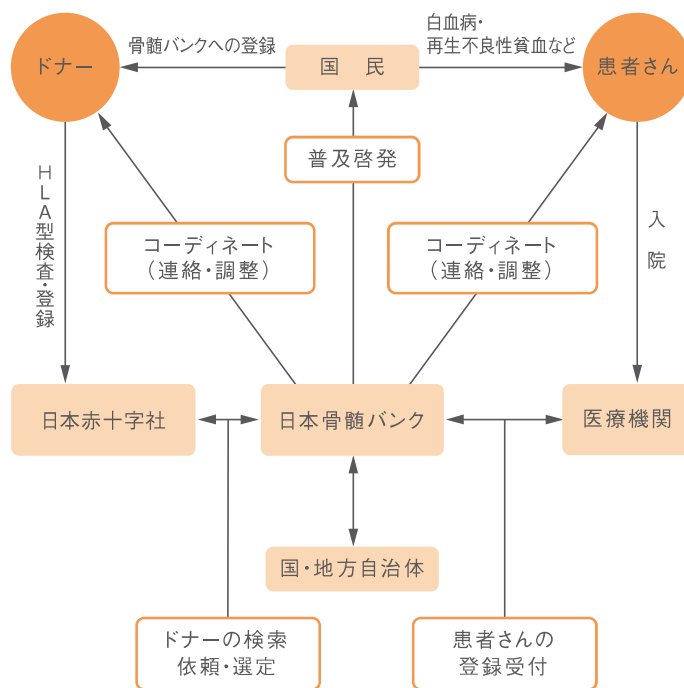 ドナー
骨髄バンクへの登録
国 民
白血病・
再生不良性貧血など
患者さん
普及啓発
HLA型検査・登録
コーディネート
(連絡・調整)
コーディネート
(連絡・調整)
入院
日本赤十字社
日本骨髄バンク
医療機関
国・地方自治体
ドナーの検索
依頼・選定
患者さんの
登録受付